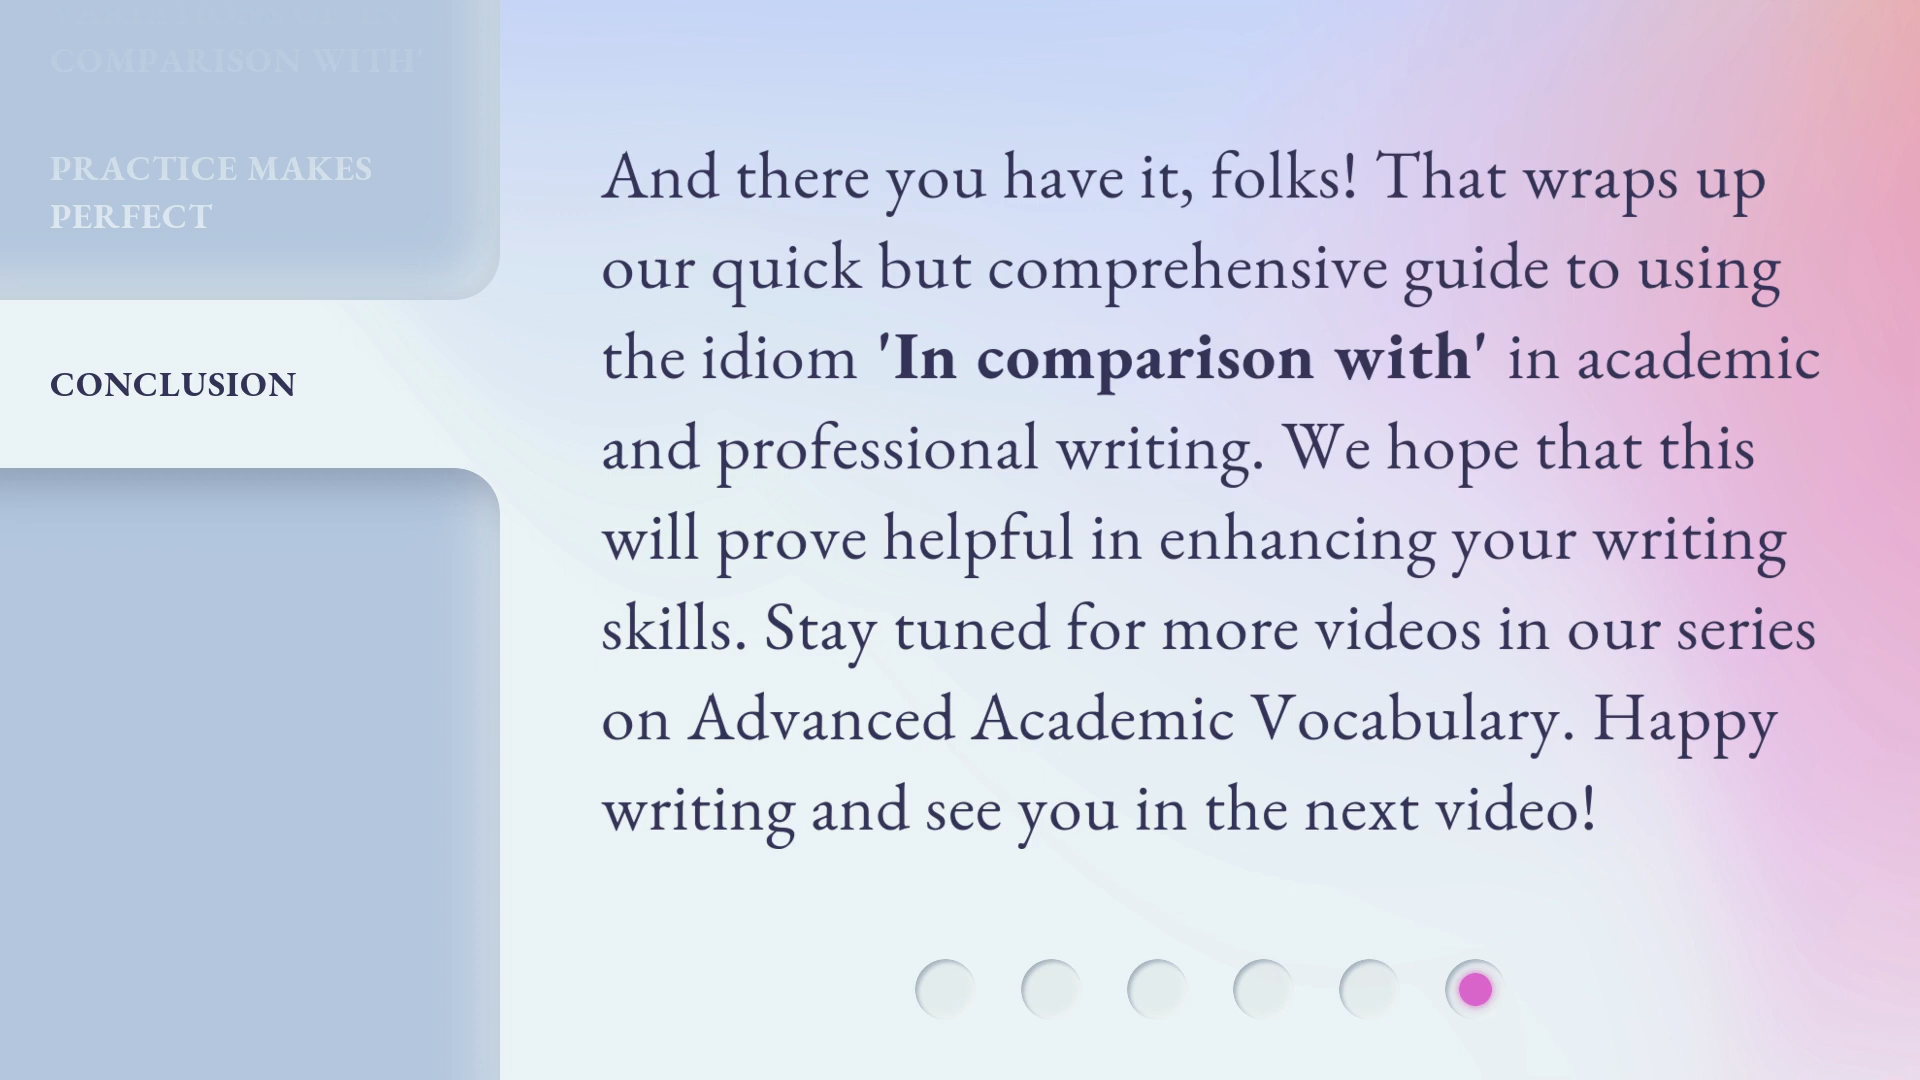 COMPARISON WITH'
PRACTICE MAKES
PERFECT
CONCLUSION
And there you have it, folks! That wraps up
our quick but comprehensive guide to using
the idiom 'In comparison with' in academic
and professional writing. We hope that this
will prove helpful in enhancing your writing
skills. Stay tuned for more videos in our series
on Advanced Academic Vocabulary. Happy
writing and see you in the next video!